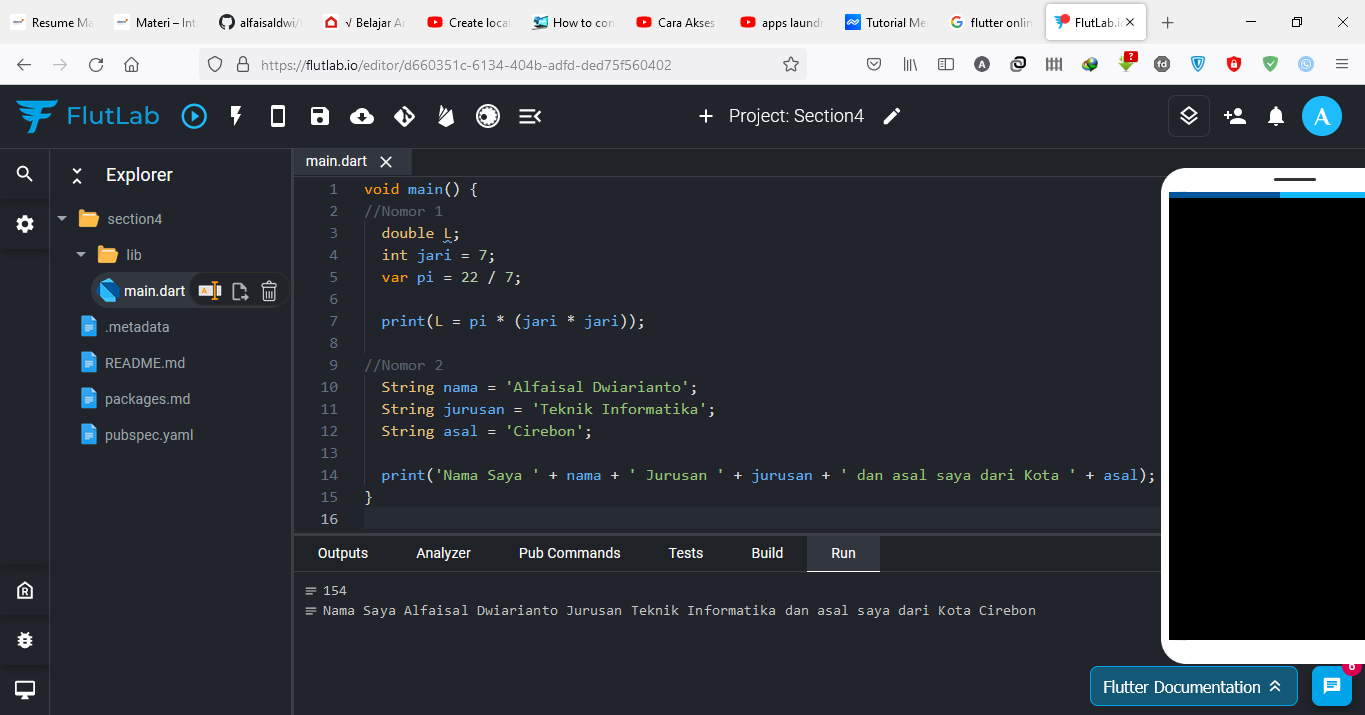 Resume Ma
Materi – Int
alfaisaldwi/
√ Belajar Ar
Create locat
How to con
Cara Akses
apps laundr
Tutorial Me
flutter onlin
FlutLab.io
https://flutlab.io/editor/d660351c-6134-404b-adfd-ded75f560402
FlutLab
+ Project: Section4
A
Explorer
section4
lib
main.dart
.metadata
README.md
packages.md
pubspec.yaml
main.dart
1 void main() {
2 //Nomor 1
3 double L;
4 int jari = 7;
5 var pi = 22 / 7;
6
7 print(L = pi * (jari * jari));
8
9 //Nomor 2
10 String nama = 'Alfaisal Dwiarianto';
11 String jurusan = 'Teknik Informatika';
12 String asal = 'Cirebon';
13
14 print('Nama Saya ' + nama + ' Jurusan ' + jurusan + ' dan asal saya dari Kota ' + asal);
15 }
16
Outputs Analyzer Pub Commands Tests Build Run
154
Nama Saya Alfaisal Dwiarianto Jurusan Teknik Informatika dan asal saya dari Kota Cirebon
Flutter Documentation
6